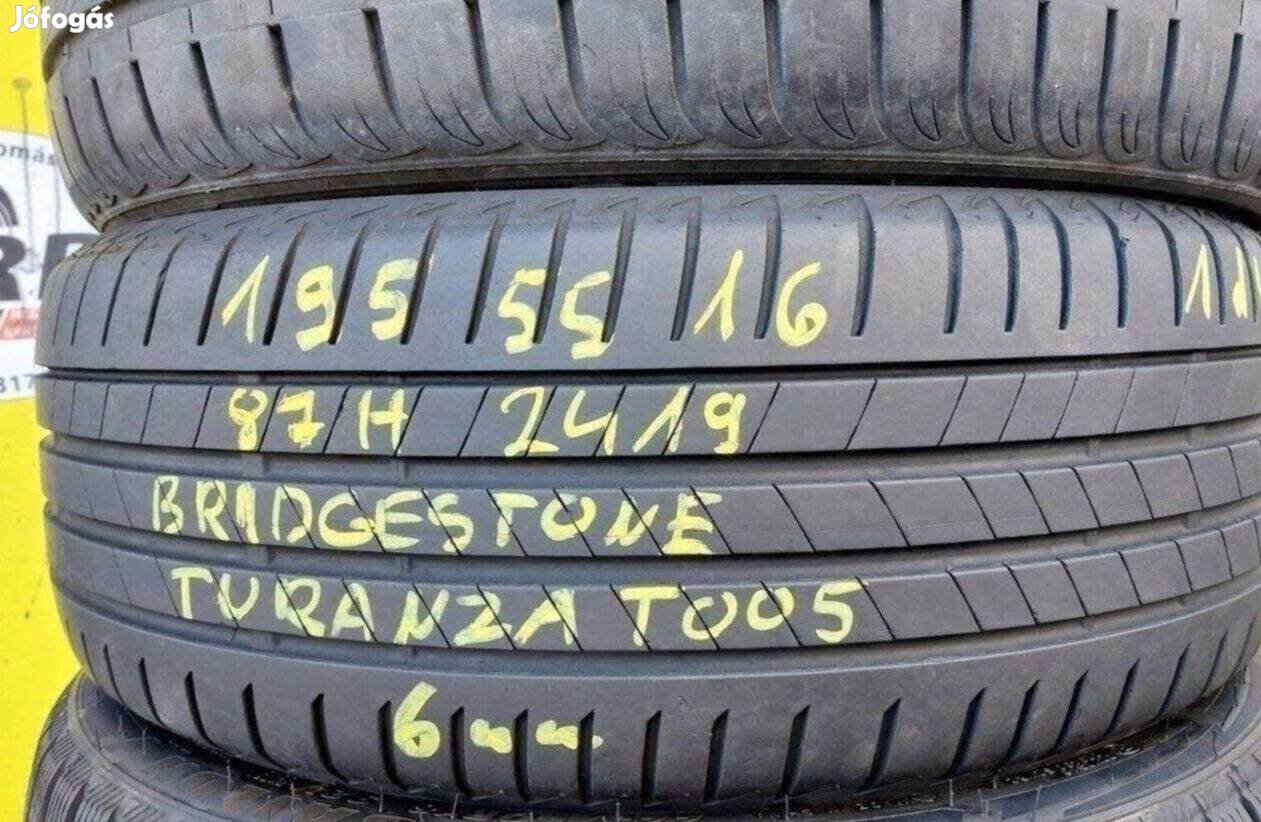 Jófogás
195 55 16
87H 2419
BRIDGESTONE
TURANZA T005
6mm.